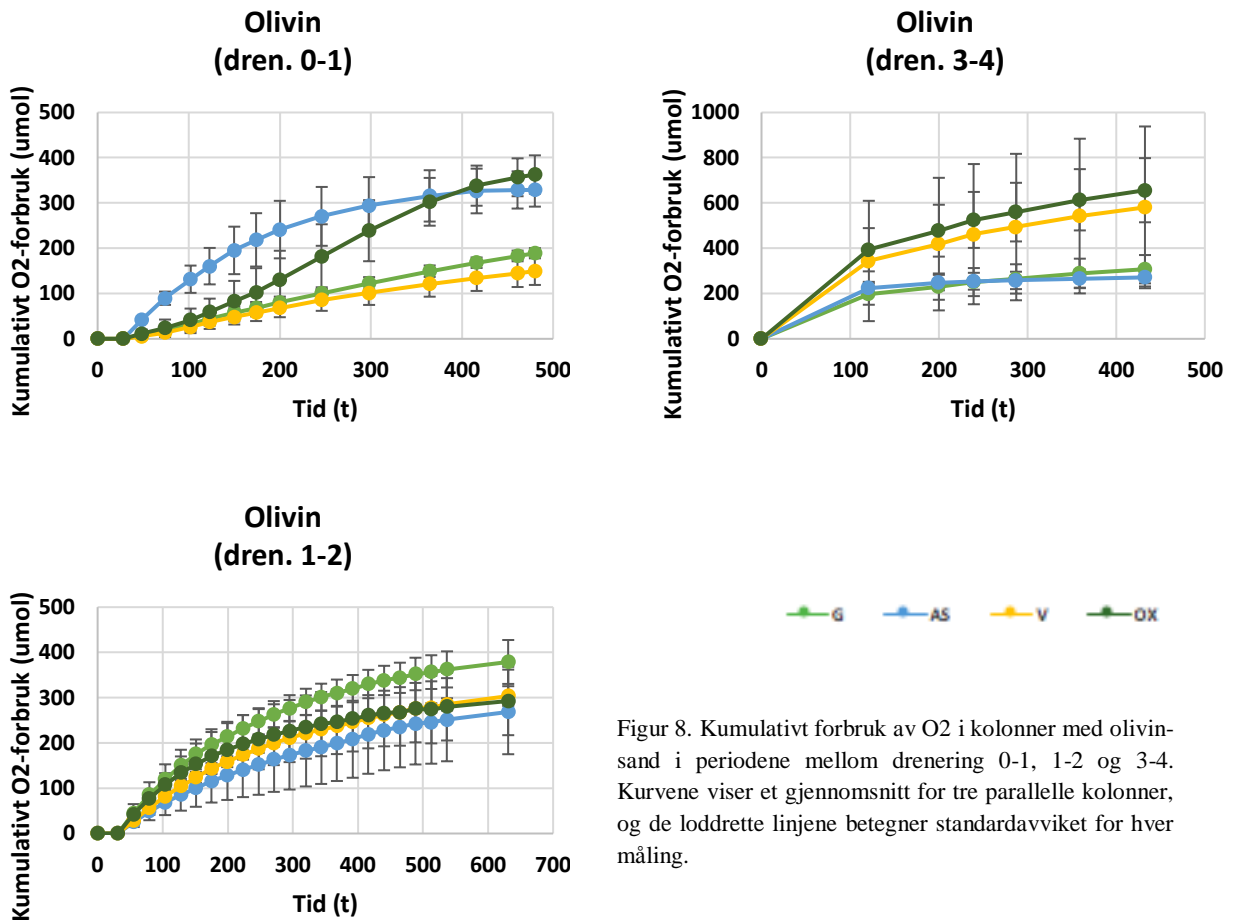 Olivin
(dren. 0-1)
Kumulativt O2-forbruk (umol)
500
400
300
200
100
0
0 100 200 300 400 500
Tid (t)
Olivin
(dren. 3-4)
Kumulativt O2-forbruk (umol)
1000
800
600
400
200
0
0 100 200 300 400 500
Tid (t)
Olivin
(dren. 1-2)
Kumulativt O2-forbruk (umol)
500
400
300
200
100
0
0 100 200 300 400 500 600 700
Tid (t)
G AS V OX
Figur 8. Kumulativt forbruk av O2 i kolonner med olivin-
sand i periodene mellom drenering 0-1, 1-2 og 3-4.
Kurvene viser et gjennomsnitt for tre parallelle kolonner,
og de loddrette linjene betegner standardavviket for hver
måling.